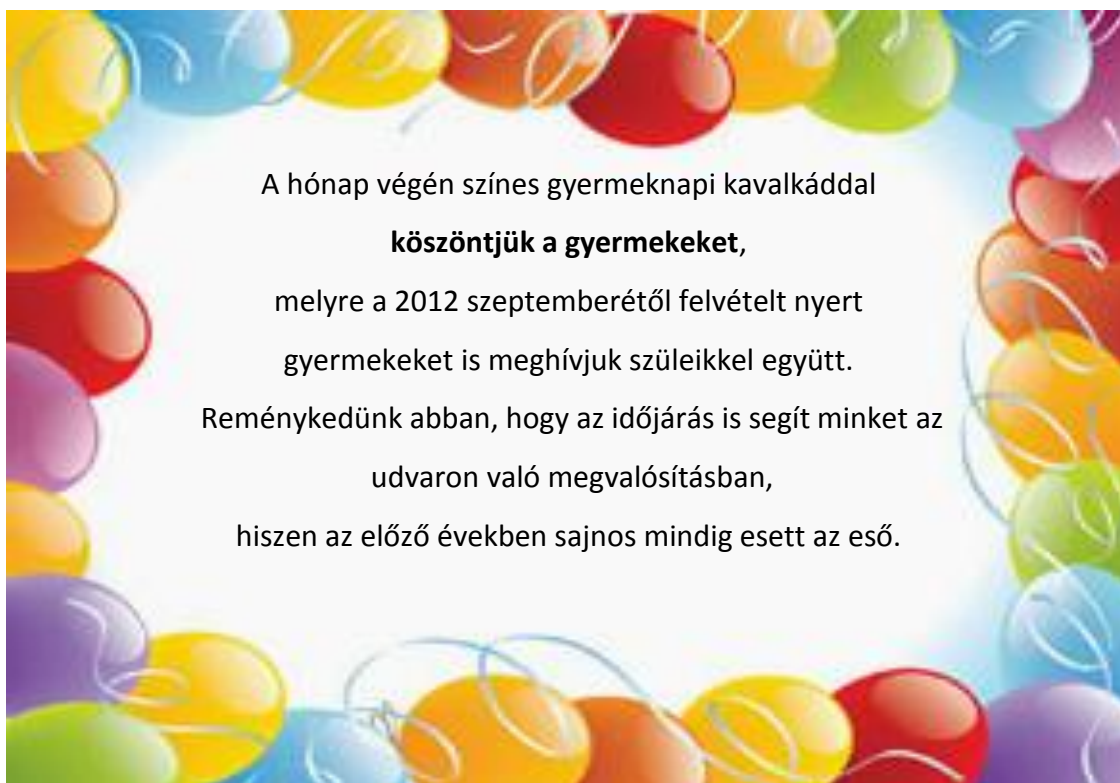 A hónap végén színes gyermeknapi kavalkáddal
köszöntjük a gyermekeket,
melyre a 2012 szeptemberétől felvételt nyert
gyermekeket is meghívjuk szüleikkel együtt.
Reménykedünk abban, hogy az időjárás is segít minket az
udvaron való megvalósításban,
hiszen az előző években sajnos mindig esett az eső.